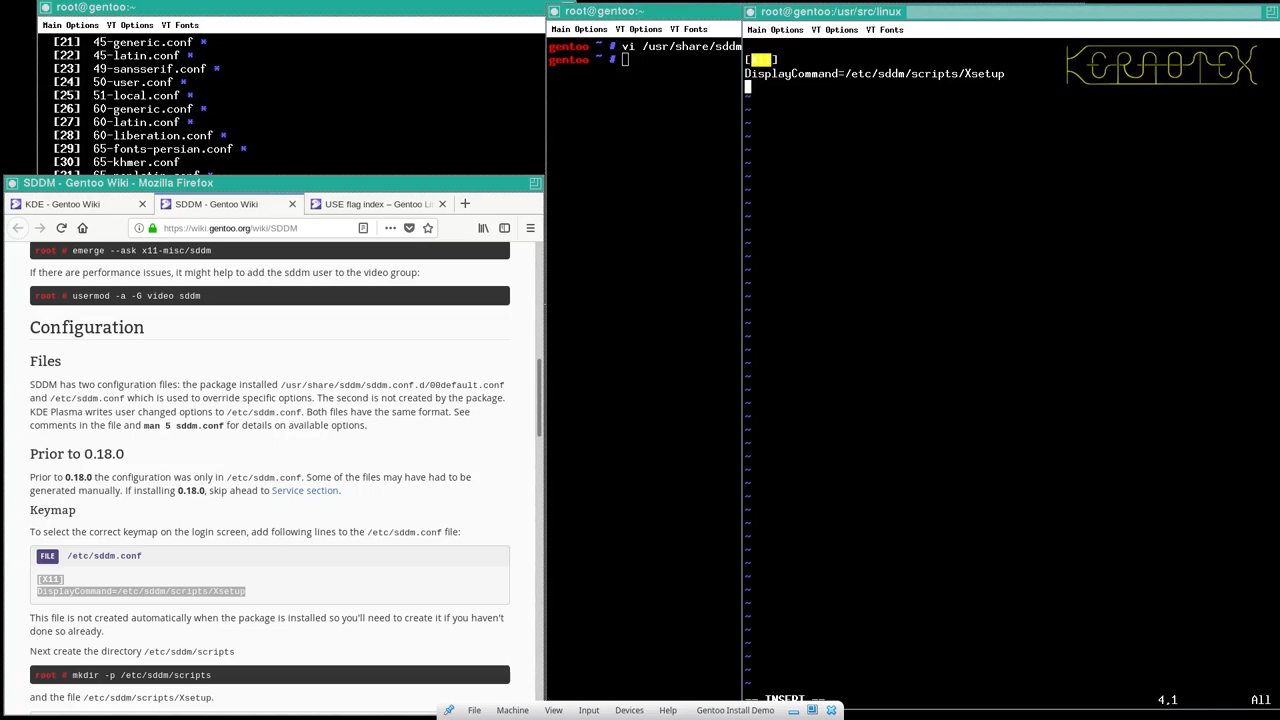 root@gentoo:~
Main Options  VT Options  VT Fonts
[21] 45-generic.conf *
[22] 45-latin.conf *
[23] 49-sansserif.conf *
[24] 50-user.conf *
[25] 51-local.conf *
[26] 60-generic.conf *
[27] 60-latin.conf *
[28] 60-liberation.conf *
[29] 65-fonts-persian.conf *
[30] 65-khmer.conf
root@gentoo:~
Main Options  VT Options  VT Fonts
gentoo ~ # vi /usr/share/sddm
gentoo ~ #
root@gentoo:/usr/src/linux
Main Options  VT Options  VT Fonts
[X11]
DisplayCommand=/etc/sddm/scripts/Xsetup
-- INSERT --
4,1
All
SDDM - Gentoo Wiki - Mozilla Firefox
KDE - Gentoo Wiki
SDDM - Gentoo Wiki
USE flag index – Gentoo Li
https://wiki.gentoo.org/wiki/SDDM
root # emerge --ask x11-misc/sddm
If there are performance issues, it might help to add the sddm user to the video group:
root # usermod -a -G video sddm
Configuration
Files
SDDM has two configuration files: the package installed /usr/share/sddm/sddm.conf.d/00default.conf
and /etc/sddm.conf which is used to override specific options. The second is not created by the package.
KDE Plasma writes user changed options to /etc/sddm.conf. Both files have the same format. See
comments in the file and man 5 sddm.conf for details on available options.
Prior to 0.18.0
Prior to 0.18.0 the configuration was only in /etc/sddm.conf. Some of the files may have had to be
generated manually. If installing 0.18.0, skip ahead to Service section.
Keymap
To select the correct keymap on the login screen, add following lines to the /etc/sddm.conf file:
FILE /etc/sddm.conf
[X11]
DisplayCommand=/etc/sddm/scripts/Xsetup
This file is not created automatically when the package is installed so you'll need to create it if you haven't
done so already.
Next create the directory /etc/sddm/scripts
root # mkdir -p /etc/sddm/scripts
and the file /etc/sddm/scripts/Xsetup.
File  Machine  View  Input  Devices  Help  Gentoo Install Demo